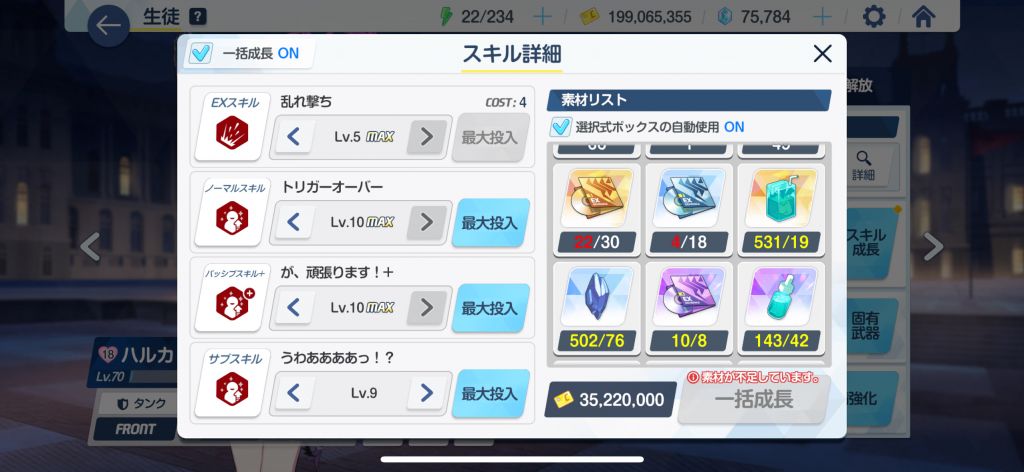 生徒 ?
22/234
199,065,355
75,784
一括成長 ON
スキル詳細
EXスキル
乱れ撃ち
COST: 4
Lv.5 MAX
最大投入
ノーマルスキル
トリガーオーバー
Lv.10 MAX
最大投入
パッシブスキル+
が、頑張ります!+
Lv.10 MAX
最大投入
サブスキル
うわああああっ!?
Lv.9
最大投入
素材リスト
選択式ボックスの自動使用 ON
EX
22/30
EX
4/18
531/19
502/76
EX
10/8
143/42
35,220,000
素材が不足しています。
一括成長
解放
詳細
スキル
成長
固有
武器
強化
18 ハルカ
Lv.70
タンク
FRONT